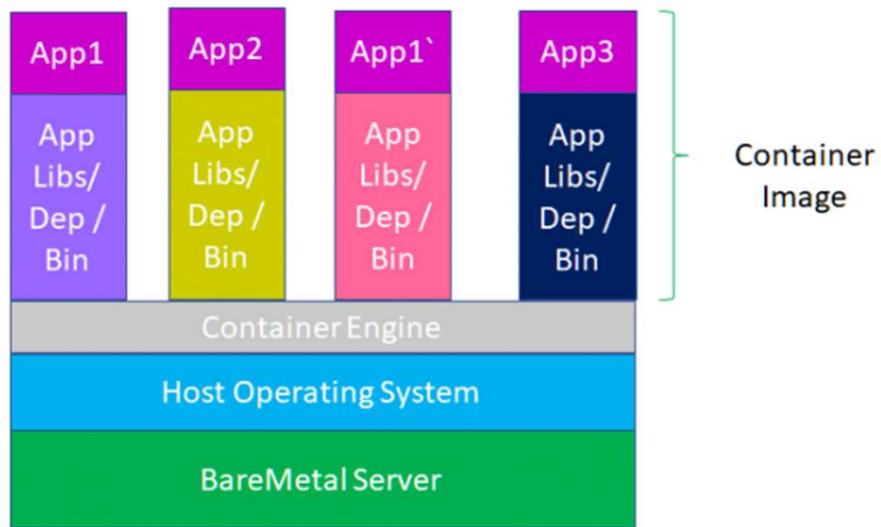 App1
App2
App1`
App3
App
Libs/
Dep /
Bin
App
Libs/
Dep /
Bin
App
Libs/
Dep /
Bin
App
Libs/
Dep /
Bin
Container
Image
Container Engine
Host Operating System
BareMetal Server